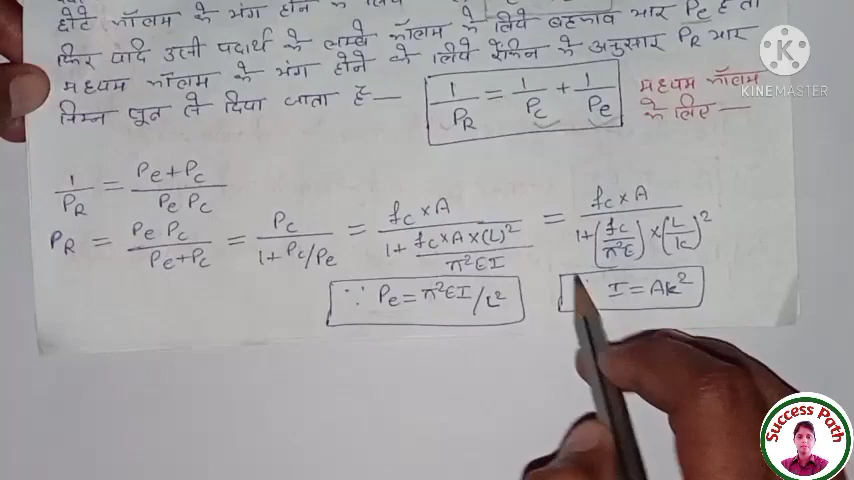 छोटे कॉलम के भंग होने के लिये
फिर यदि उसी पदार्थ के लम्बे कॉलम के लिये बहकाव भार Pe है तो
मध्यम कॉलम के भंग होने के लिये रैंकिन के अनुसार PR भार
निम्न सूत्र से दिया जाता है— 1/PR = 1/Pc + 1/Pe मध्यम कॉलम के लिए —
1/PR = (Pe+Pc)/(Pe Pc)
PR = (Pe Pc)/(Pe+Pc) = Pc/(1+Pc/Pe) = (fc×A)/(1+(fc×A×(L)²)/(π²EI)) = (fc×A)/(1+(fc/π²E)×(L/k)²)
∵ Pe=π²EI/L² I=Ak²
KINEMASTER
Success Path